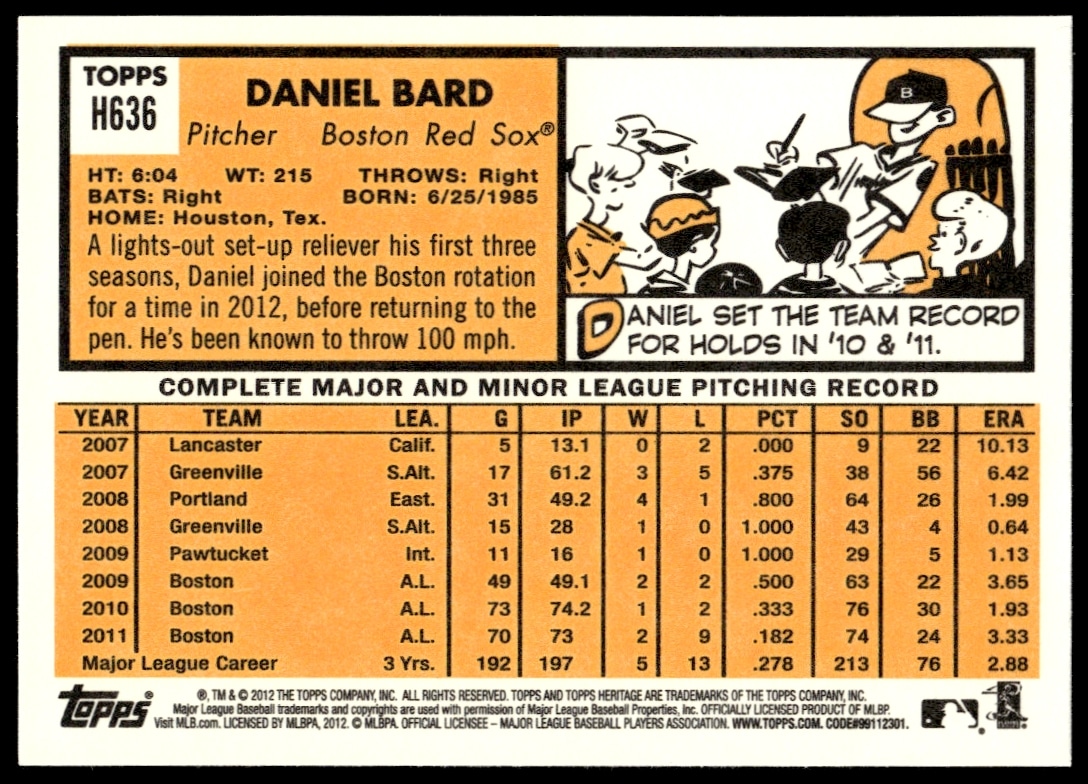 TOPPS
H636
DANIEL BARD
Pitcher Boston Red Sox®
HT: 6:04 WT: 215 THROWS: Right
BATS: Right BORN: 6/25/1985
HOME: Houston, Tex.
A lights-out set-up reliever his first three
seasons, Daniel joined the Boston rotation
for a time in 2012, before returning to the
pen. He's been known to throw 100 mph.
B
DANIEL SET THE TEAM RECORD
FOR HOLDS IN '10 & '11.
COMPLETE MAJOR AND MINOR LEAGUE PITCHING RECORD
YEAR TEAM LEA. G IP W L PCT SO BB ERA
2007 Lancaster Calif. 5 13.1 0 2 .000 9 22 10.13
2007 Greenville S.Alt. 17 61.2 3 5 .375 38 56 6.42
2008 Portland East. 31 49.2 4 1 .800 64 26 1.99
2008 Greenville S.Alt. 15 28 1 0 1.000 43 4 0.64
2009 Pawtucket Int. 11 16 1 0 1.000 29 5 1.13
2009 Boston A.L. 49 49.1 2 2 .500 63 22 3.65
2010 Boston A.L. 73 74.2 1 2 .333 76 30 1.93
2011 Boston A.L. 70 73 2 9 .182 74 24 3.33
Major League Career 3 Yrs. 192 197 5 13 .278 213 76 2.88
Topps®
®, TM & © 2012 THE TOPPS COMPANY, INC. ALL RIGHTS RESERVED. TOPPS AND TOPPS HERITAGE ARE TRADEMARKS OF THE TOPPS COMPANY, INC.
Major League Baseball trademarks and copyrights are used with permission of Major League Baseball Properties, Inc. OFFICIALLY LICENSED PRODUCT OF MLBP.
Visit MLB.com. LICENSED BY MLBPA, 2012. © MLBPA. OFFICIAL LICENSEE – MAJOR LEAGUE BASEBALL PLAYERS ASSOCIATION. WWW.TOPPS.COM. CODE#99112301.